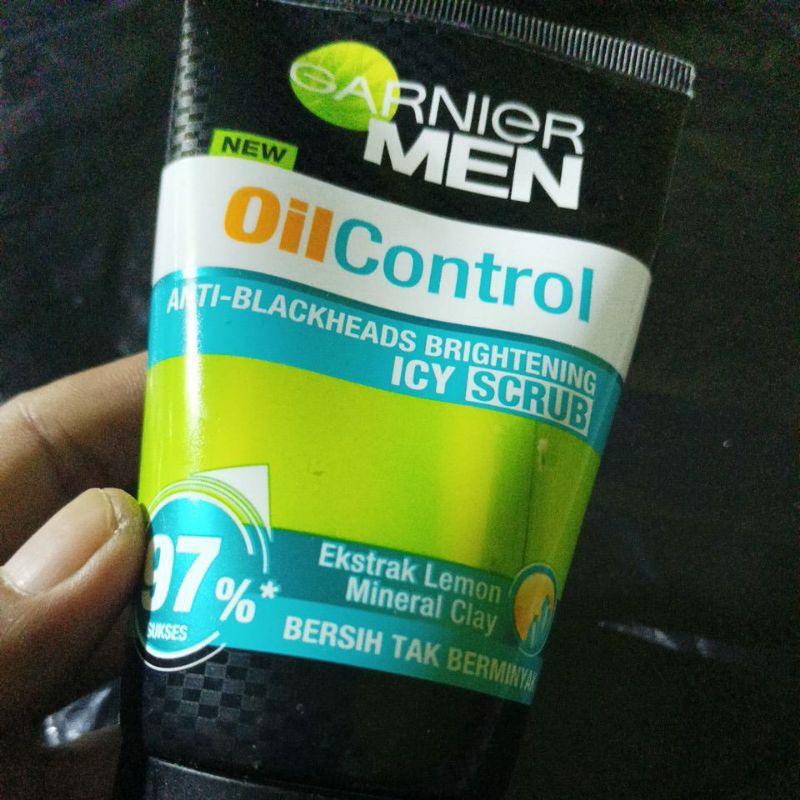 GARNIER
MEN
NEW
OilControl
ANTI-BLACKHEADS BRIGHTENING
ICY SCRUB
97%*
SUKSES
Ekstrak Lemon
Mineral Clay
BERSIH TAK BERMINYAK